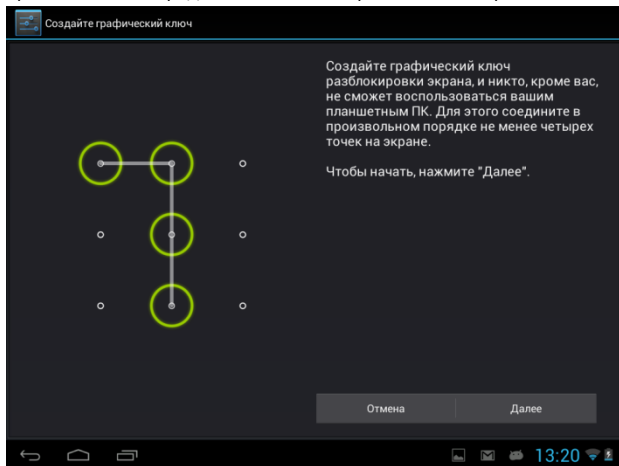 Создайте графический ключ
Создайте графический ключ
разблокировки экрана, и никто, кроме вас,
не сможет воспользоваться вашим
планшетным ПК. Для этого соедините в
произвольном порядке не менее четырех
точек на экране.
Чтобы начать, нажмите "Далее".
Отмена
Далее
13:20